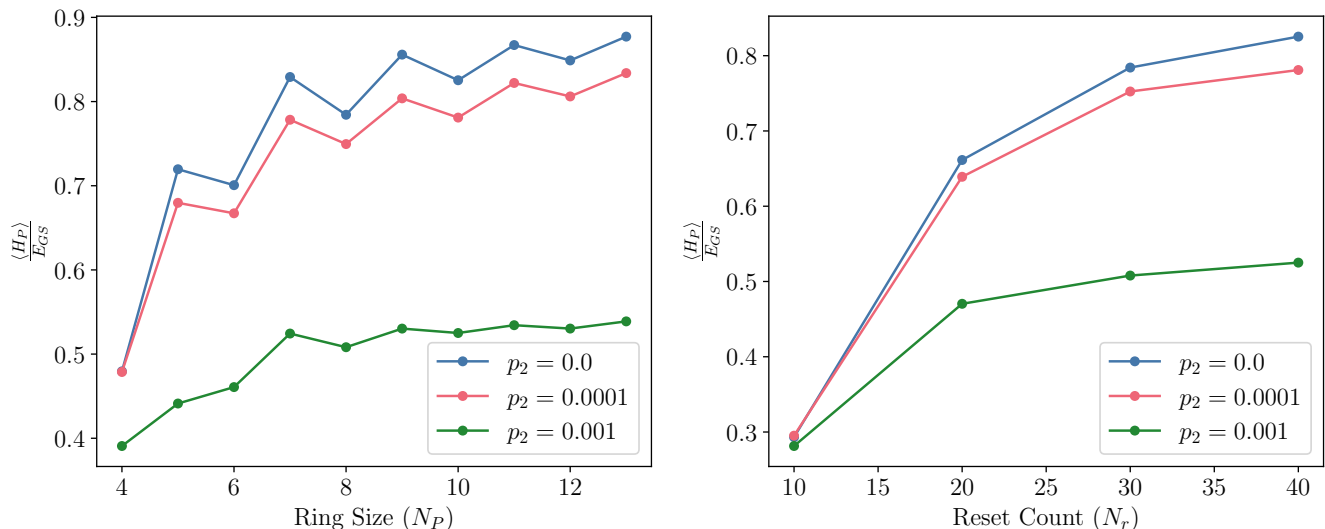 0.9
0.8
0.7
0.6
0.5
0.4
⟨H_P⟩/E_GS
4
6
8
10
12
Ring Size (N_P)
p_2 = 0.0
p_2 = 0.0001
p_2 = 0.001
0.8
0.7
0.6
0.5
0.4
0.3
⟨H_P⟩/E_GS
10
15
20
25
30
35
40
Reset Count (N_r)
p_2 = 0.0
p_2 = 0.0001
p_2 = 0.001